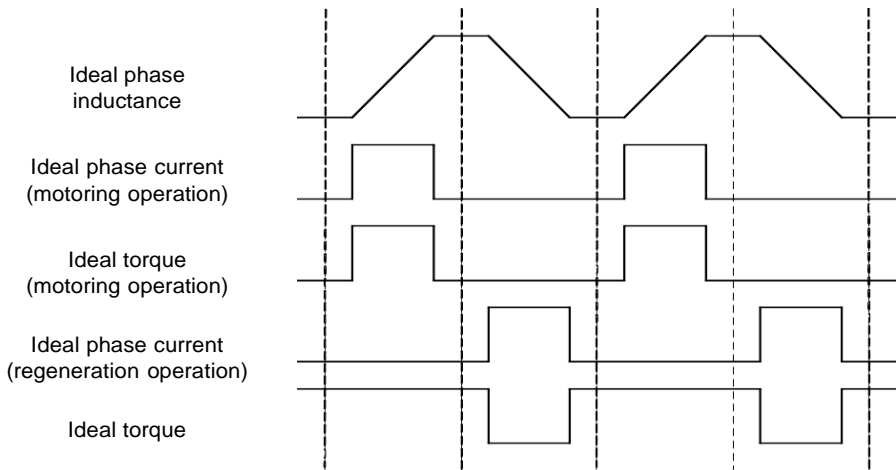 Ideal phase
inductance
Ideal phase current
(motoring operation)
Ideal torque
(motoring operation)
Ideal phase current
(regeneration operation)
Ideal torque